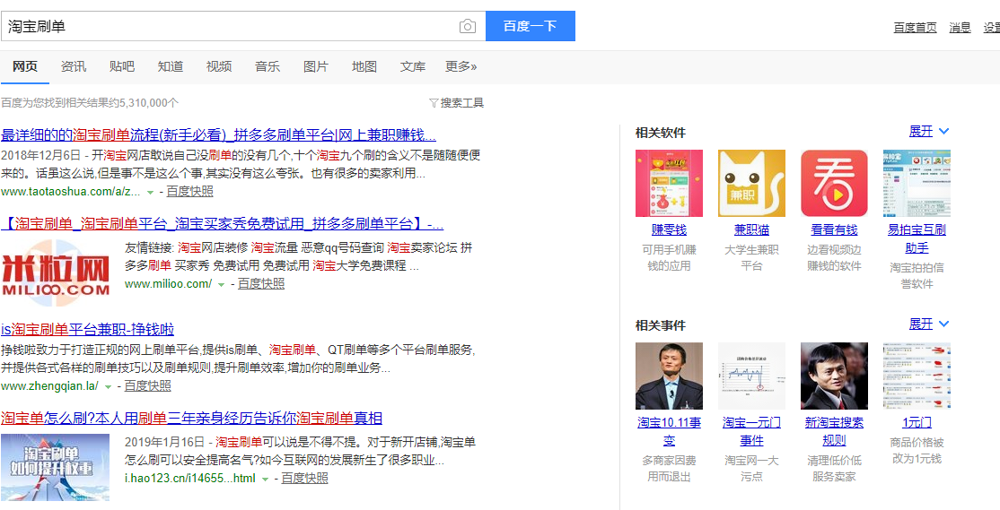 淘宝刷单
百度一下
百度首页 消息 设置
网页 资讯 贴吧 知道 视频 音乐 图片 地图 文库 更多»
百度为您找到相关结果约5,310,000个
搜索工具
最详细的的淘宝刷单流程(新手必看)_拼多多刷单平台|网上兼职赚钱...
2018年12月6日 - 开淘宝网店敢说自己没刷单的没有几个,十个淘宝九个刷的含义不是随随便便
来的。话虽这么说,但是事不是这么个事,其实没有这么夸张。也有很多的卖家利用...
www.taotaoshua.com/a/z... - 百度快照
【淘宝刷单_淘宝刷单平台_淘宝买家秀免费试用_拼多多刷单平台】-...
米粒网
MILIOO.COM
友情链接: 淘宝网店装修 淘宝流量 恶意qq号码查询 淘宝卖家论坛 拼
多多刷单 买家秀 免费试用 免费试用 淘宝大学免费课程 ...
www.milioo.com/ - 百度快照
is淘宝刷单平台兼职-挣钱啦
挣钱啦致力于打造正规的网上刷单平台,提供is刷单、淘宝刷单、QT刷单等多个平台刷单服务,
并提供各式各样的刷单技巧以及刷单规则,提升刷单效率,增加你的刷单业务...
www.zhengqian.la/ - 百度快照
淘宝单怎么刷?本人用刷单三年亲身经历告诉你淘宝刷单真相
淘宝刷单
如何提升权重
2019年1月16日 - 淘宝刷单可以说是不得不提。对于新开店铺,淘宝单
怎么刷可以安全提高名气?如今互联网的发展新生了很多职业...
i.hao123.cn/i14655...html - 百度快照
相关软件
展开
兼职
看
赚零钱
可用手机赚
钱的应用
兼职猫
大学生兼职
平台
看看有钱
边看视频边
赚钱的软件
易拍宝互刷
助手
淘宝拍拍信
誉软件
相关事件
展开
淘宝10.11事
变
多商家因费
用而退出
淘宝一元门
事件
淘宝网一大
污点
新淘宝搜索
规则
清理低价低
服务卖家
1元门
商品价格被
改为1元钱